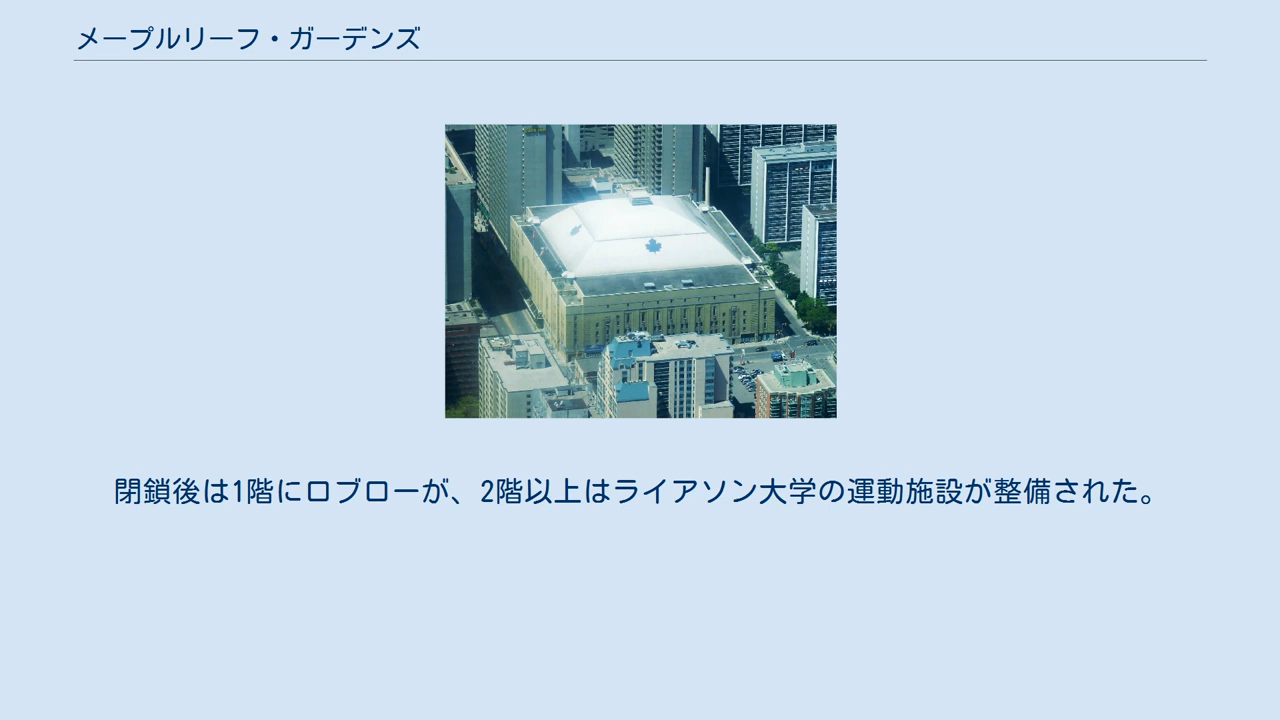 メープルリーフ・ガーデンズ
閉鎖後は1階にロブローが、2階以上はライアソン大学の運動施設が整備された。